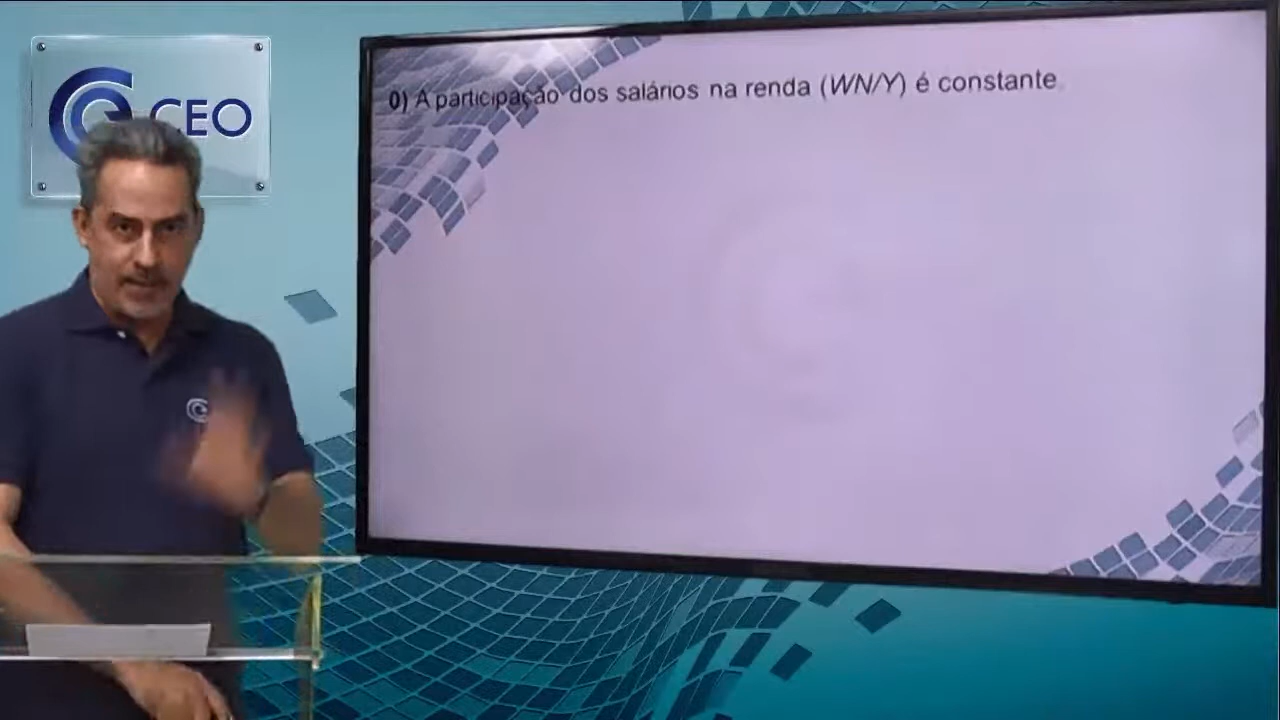 CEO
0) A participação dos salários na renda (WN/Y) é constante.